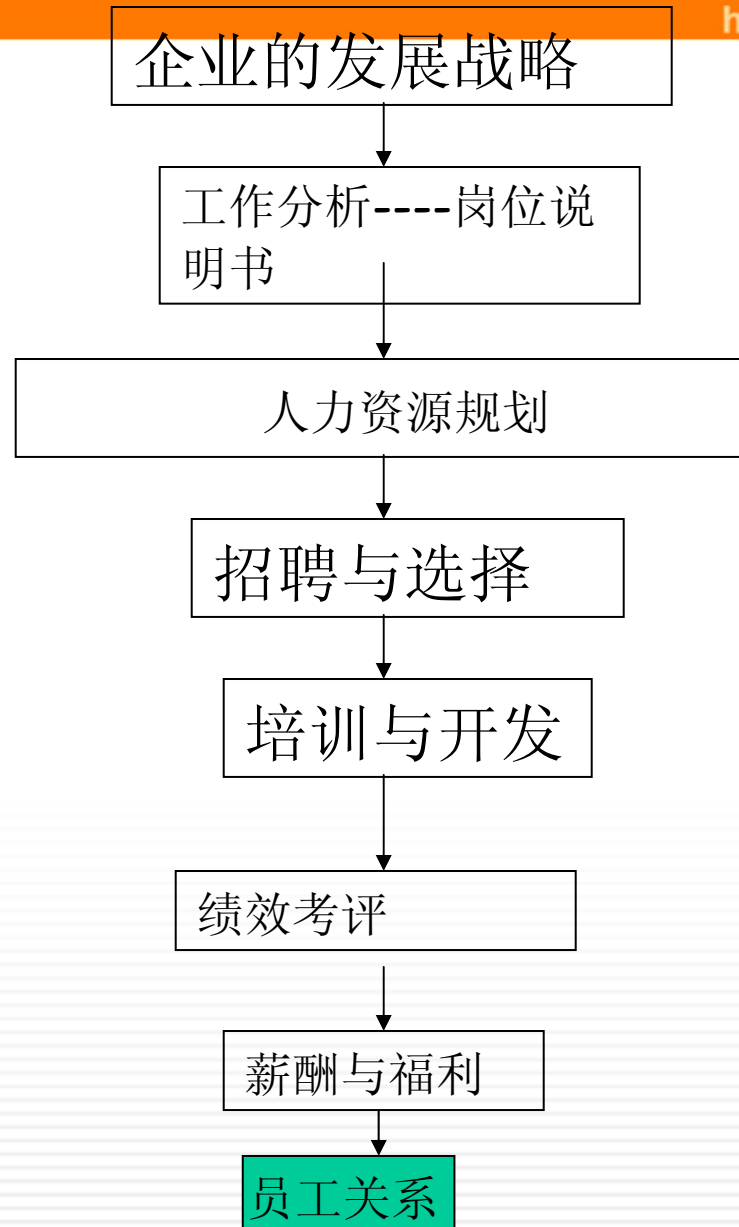 h
企业的发展战略
工作分析----岗位说
明书
人力资源规划
招聘与选择
培训与开发
绩效考评
薪酬与福利
员工关系